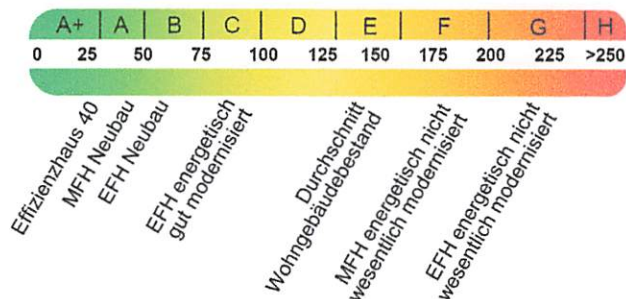 A+ A B C D E F G H
0 25 50 75 100 125 150 175 200 225 >250
Effizienzhaus 40
MFH Neubau
EFH Neubau
EFH energetisch
gut modernisiert
Durchschnitt
Wohngebäudebestand
MFH energetisch nicht
wesentlich modernisiert
EFH energetisch nicht
wesentlich modernisiert